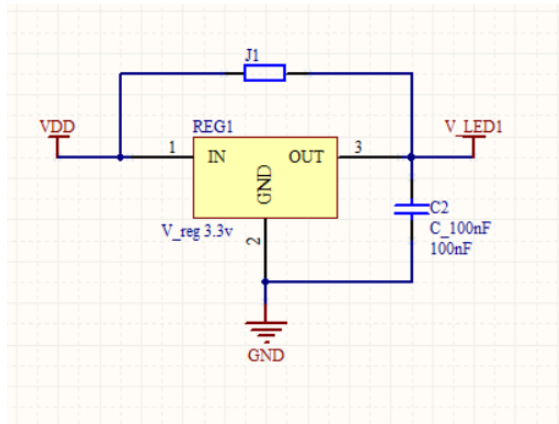 J1
VDD
REG1
V_LED1
1
IN
OUT
3
GND
C2
C_100nF
100nF
V_reg 3.3v
2
GND